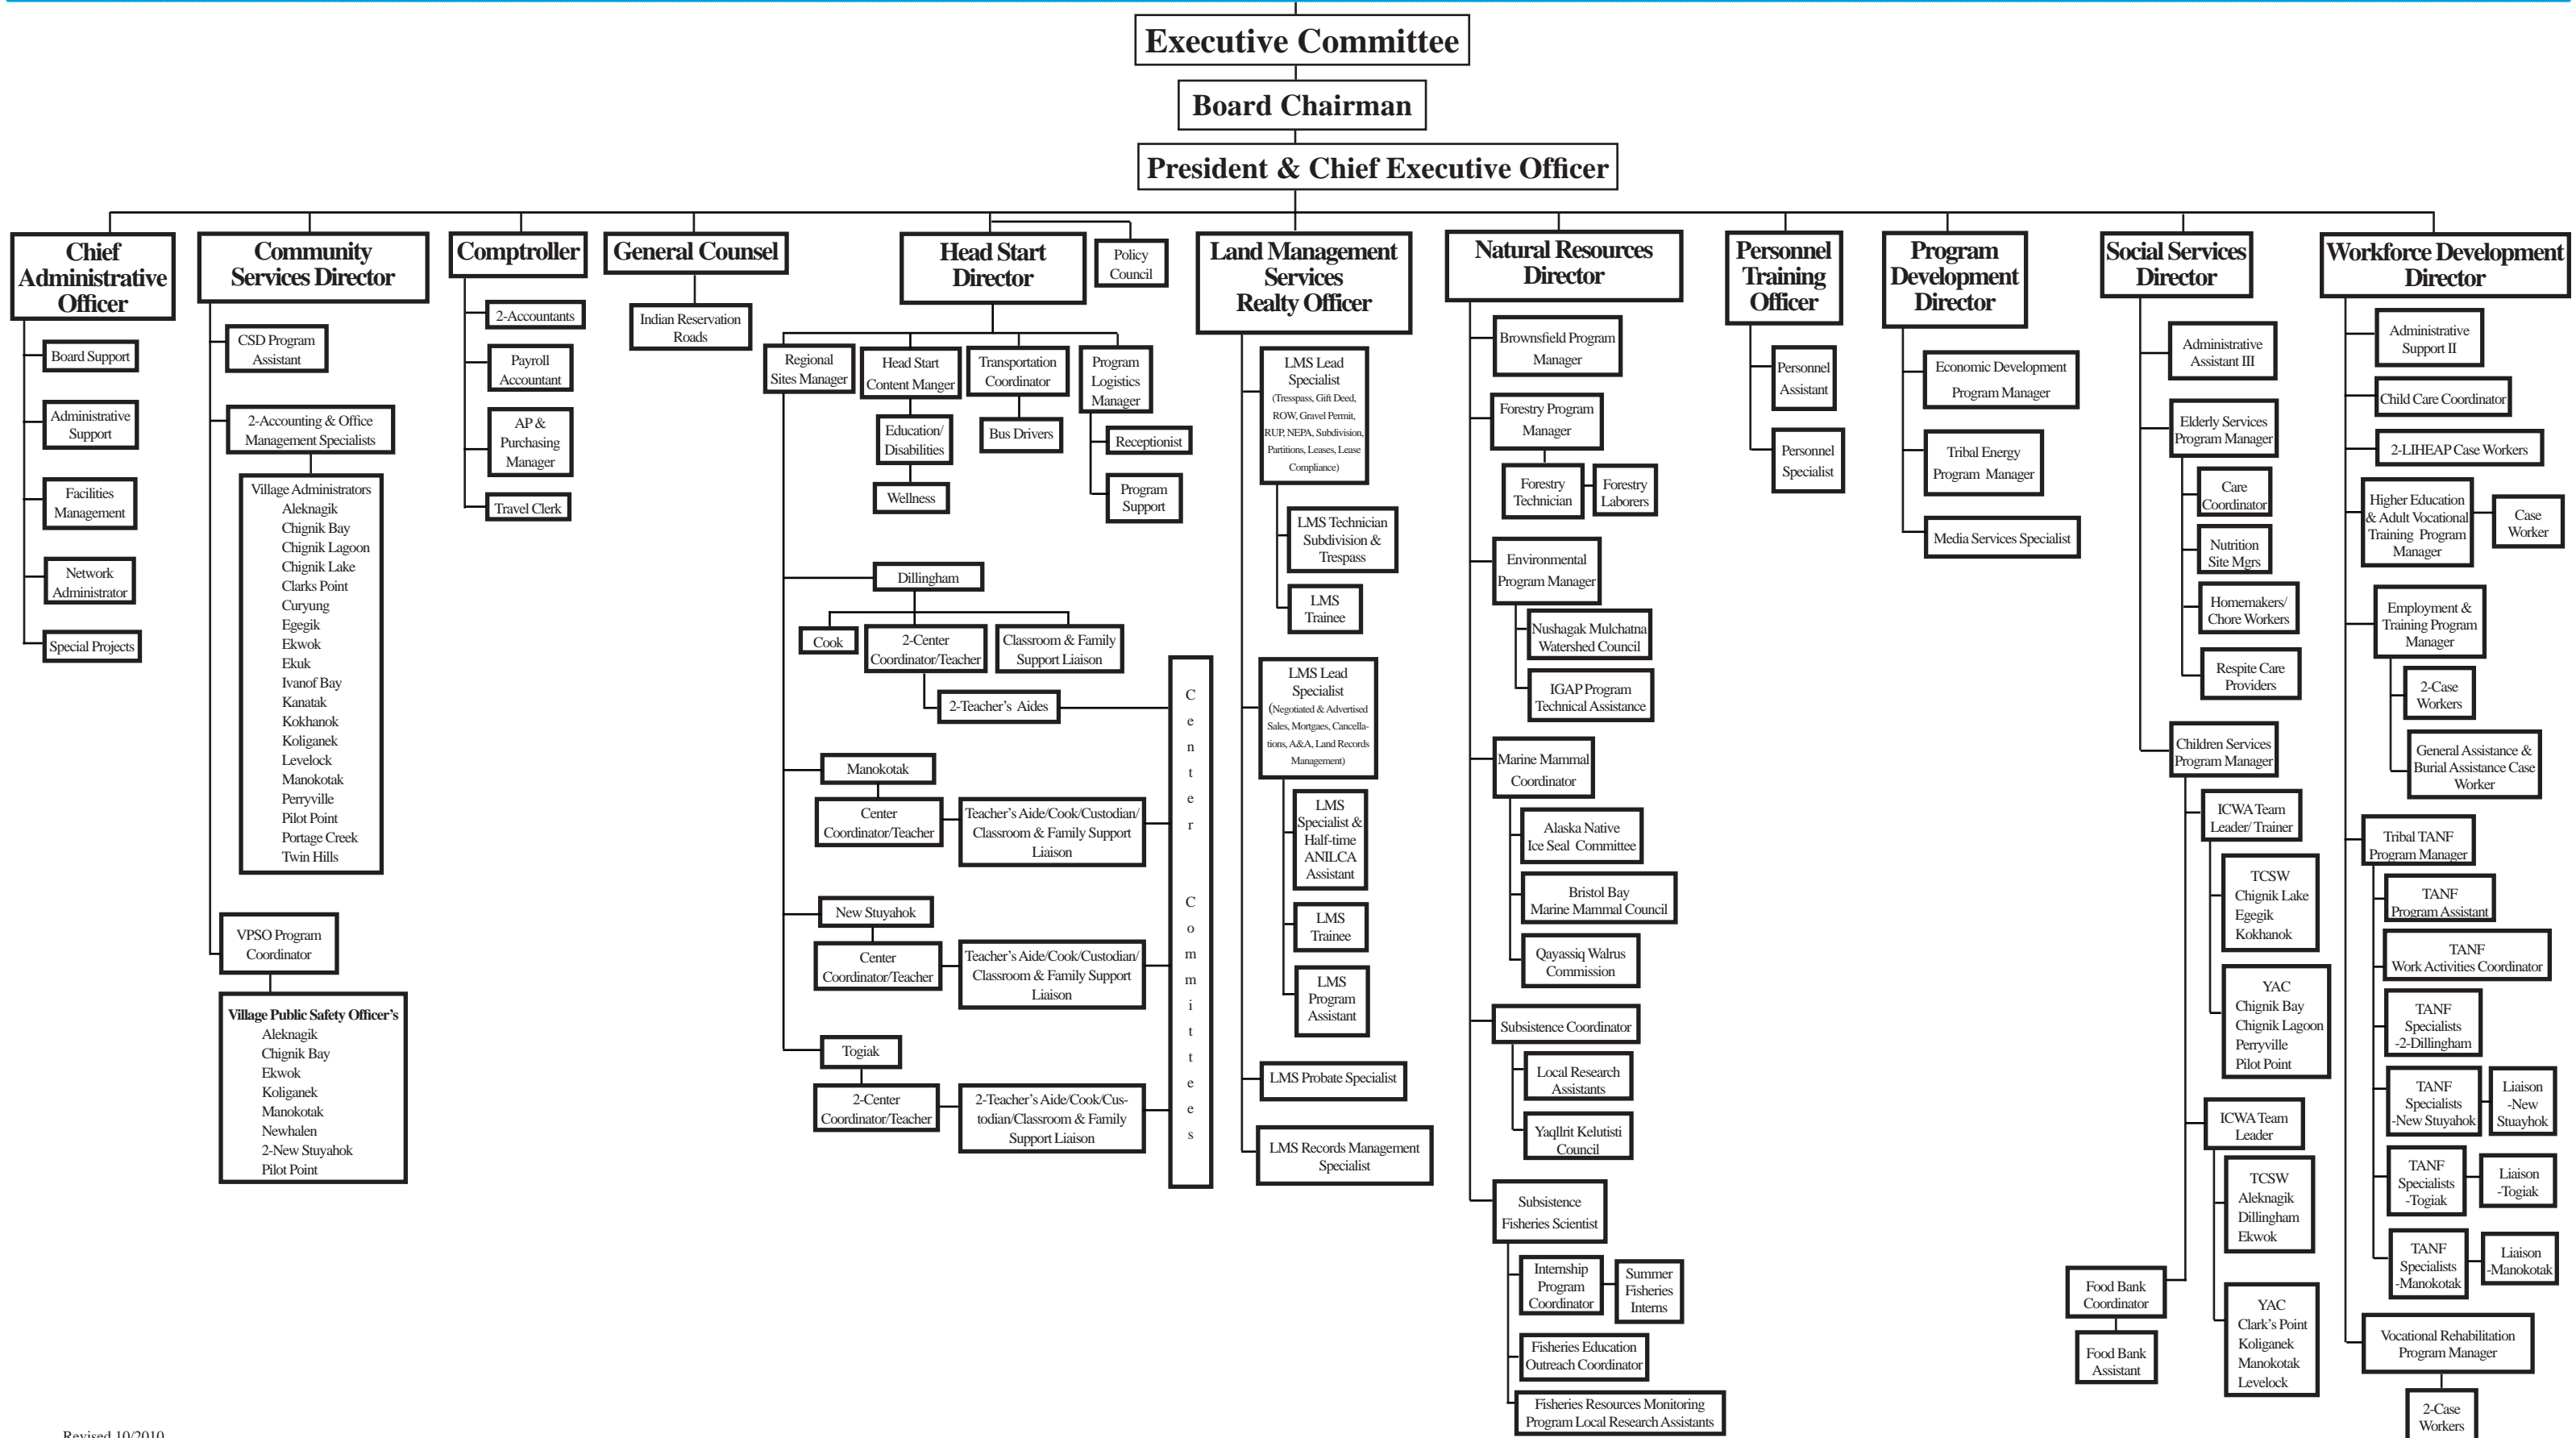 Executive Committee
Board Chairman
President & Chief Executive Officer
Chief
Administrative
Officer
Board Support
Administrative
Support
Facilities
Management
Network
Administrator
Special Projects
Community
Services Director
CSD Program
Assistant
2-Accounting & Office
Management Specialists
Village Administrators
Aleknagik
Chignik Bay
Chignik Lagoon
Chignik Lake
Clarks Point
Curyung
Egegik
Ekwok
Ekuk
Ivanof Bay
Kanatak
Kokhanok
Koliganek
Levelock
Manokotak
Perryville
Pilot Point
Portage Creek
Twin Hills
VPSO Program
Coordinator
Village Public Safety Officer's
Aleknagik
Chignik Bay
Ekwok
Koliganek
Manokotak
Newhalen
2-New Stuyahok
Pilot Point
Comptroller
2-Accountants
Payroll
Accountant
AP &
Purchasing
Manager
Travel Clerk
General Counsel
Indian Reservation
Roads
Head Start
Director
Policy
Council
Regional
Sites Manager
Head Start
Content Manger
Education/
Disabilities
Wellness
Transportation
Coordinator
Bus Drivers
Program
Logistics
Manager
Receptionist
Program
Support
Dillingham
Cook
2-Center
Coordinator/Teacher
Classroom & Family
Support Liaison
2-Teacher's Aides
Manokotak
Center
Coordinator/Teacher
Teacher's Aide/Cook/Custodian/
Classroom & Family Support
Liaison
New Stuyahok
Center
Coordinator/Teacher
Teacher's Aide/Cook/Custodian/
Classroom & Family Support
Liaison
Togiak
2-Center
Coordinator/Teacher
2-Teacher's Aide/Cook/Cus-
todian/Classroom & Family
Support Liaison
Center Committees
Land Management
Services
Realty Officer
LMS Lead
Specialist
(Tresspass, Gift Deed,
ROW, Gravel Permit,
RUP, NEPA, Subdivision,
Partitions, Leases, Lease
Compliance)
LMS Technician
Subdivision &
Trespass
LMS
Trainee
LMS Lead
Specialist
(Negotiated & Advertised
Sales, Mortgaes, Cancella-
tions, A&A, Land Records
Management)
LMS
Specialist &
Half-time
ANILCA
Assistant
LMS
Trainee
LMS
Program
Assistant
LMS Probate Specialist
LMS Records Management
Specialist
Natural Resources
Director
Brownsfield Program
Manager
Forestry Program
Manager
Forestry
Technician
Forestry
Laborers
Environmental
Program Manager
Nushagak Mulchatna
Watershed Council
IGAP Program
Technical Assistance
Marine Mammal
Coordinator
Alaska Native
Ice Seal Committee
Bristol Bay
Marine Mammal Council
Qayassiq Walrus
Commission
Subsistence Coordinator
Local Research
Assistants
Yaqllrit Kelutisti
Council
Subsistence
Fisheries Scientist
Internship
Program
Coordinator
Summer
Fisheries
Interns
Fisheries Education
Outreach Coordinator
Fisheries Resources Monitoring
Program Local Research Assistants
Personnel
Training
Officer
Personnel
Assistant
Personnel
Specialist
Program
Development
Director
Economic Development
Program Manager
Tribal Energy
Program Manager
Media Services Specialist
Social Services
Director
Administrative
Assistant III
Elderly Services
Program Manager
Care
Coordinator
Nutrition
Site Mgrs
Homemakers/
Chore Workers
Respite Care
Providers
Children Services
Program Manager
ICWA Team
Leader/ Trainer
TCSW
Chignik Lake
Egegik
Kokhanok
YAC
Chignik Bay
Chignik Lagoon
Perryville
Pilot Point
ICWA Team
Leader
TCSW
Aleknagik
Dillingham
Ekwok
YAC
Clark's Point
Koliganek
Manokotak
Levelock
Food Bank
Coordinator
Food Bank
Assistant
Workforce Development
Director
Administrative
Support II
Child Care Coordinator
2-LIHEAP Case Workers
Higher Education
& Adult Vocational
Training Program
Manager
Case
Worker
Employment &
Training Program
Manager
2-Case
Workers
General Assistance &
Burial Assistance Case
Worker
Tribal TANF
Program Manager
TANF
Program Assistant
TANF
Work Activities Coordinator
TANF
Specialists
-2-Dillingham
TANF
Specialists
-New Stuyahok
Liaison
-New
Stuayhok
TANF
Specialists
-Togiak
Liaison
-Togiak
TANF
Specialists
-Manokotak
Liaison
-Manokotak
Vocational Rehabilitation
Program Manager
2-Case
Workers
Revised 10/2010